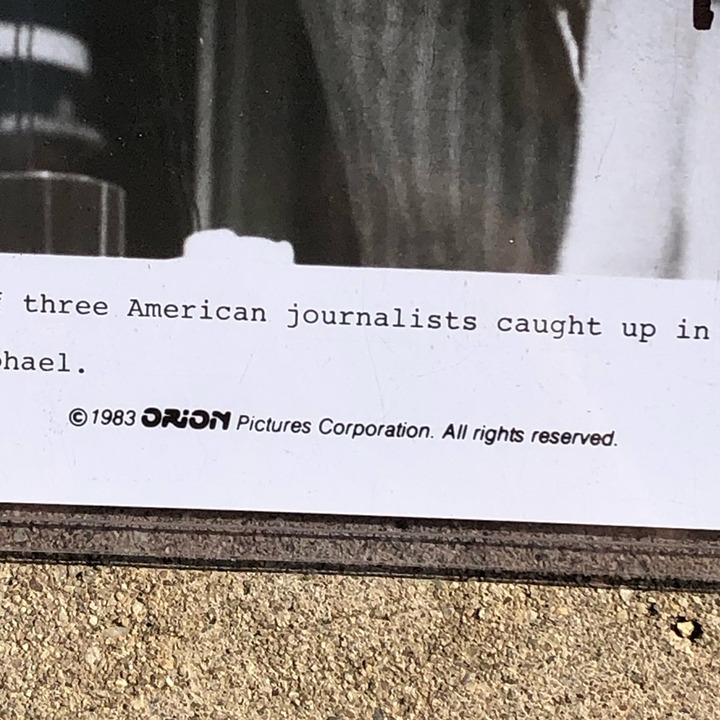 three American journalists caught up in
hael.
©1983 ORION Pictures Corporation. All rights reserved.